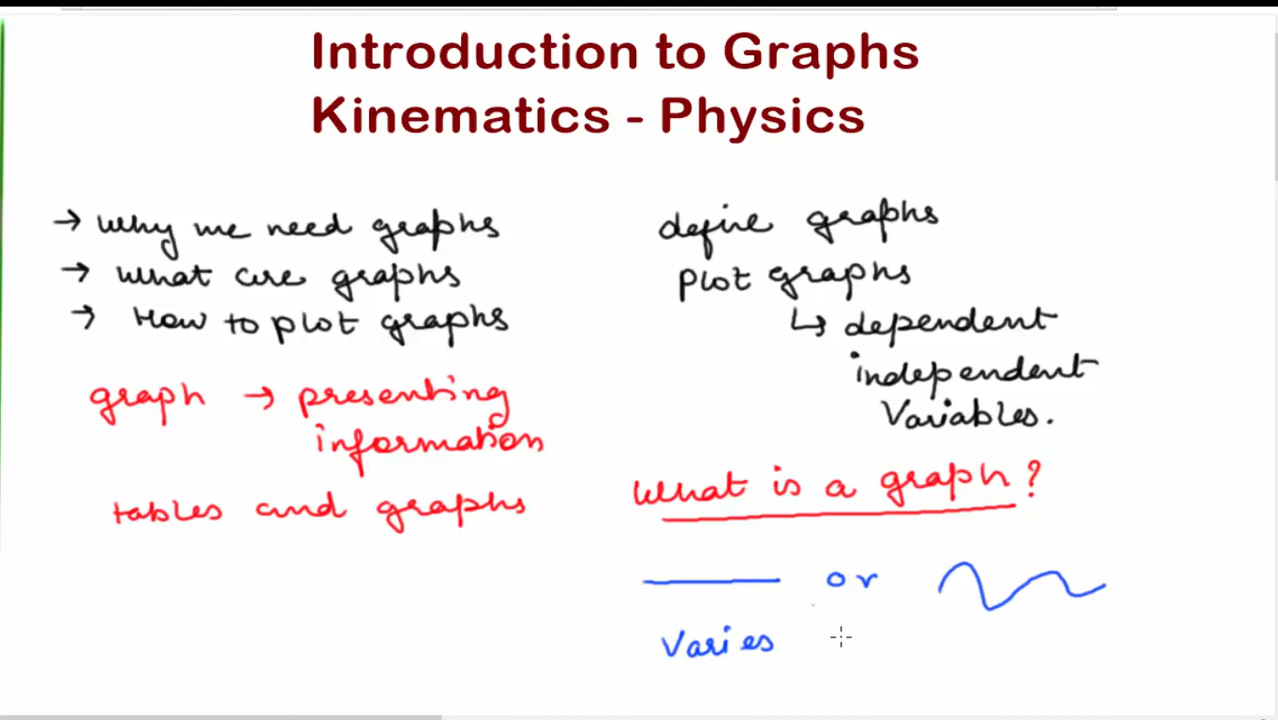 Introduction to Graphs
Kinematics - Physics
→ Why we need graphs
→ What are graphs
→ How to plot graphs
graph → presenting
information
tables and graphs
define graphs
Plot graphs
↳ dependent
independent
Variables.
What is a graph?
or
Varies